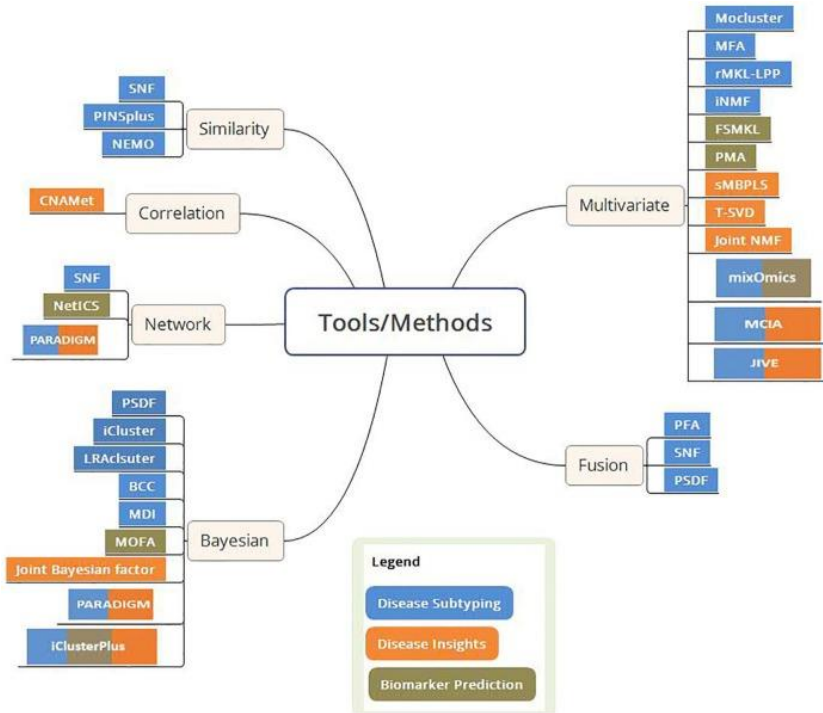 SNF
PINSplus
NEMO
Similarity
CNAMet
Correlation
SNF
NetICS
PARADIGM
Network
PSDF
iCluster
LRAclsuter
BCC
MDI
MOFA
Joint Bayesian factor
PARADIGM
iClusterPlus
Bayesian
Tools/Methods
Mocluster
MFA
rMKL-LPP
iNMF
FSMKL
PMA
sMBPLS
T-SVD
Joint NMF
mixOmics
MCIA
JIVE
Multivariate
PFA
SNF
PSDF
Fusion
Legend
Disease Subtyping
Disease Insights
Biomarker Prediction